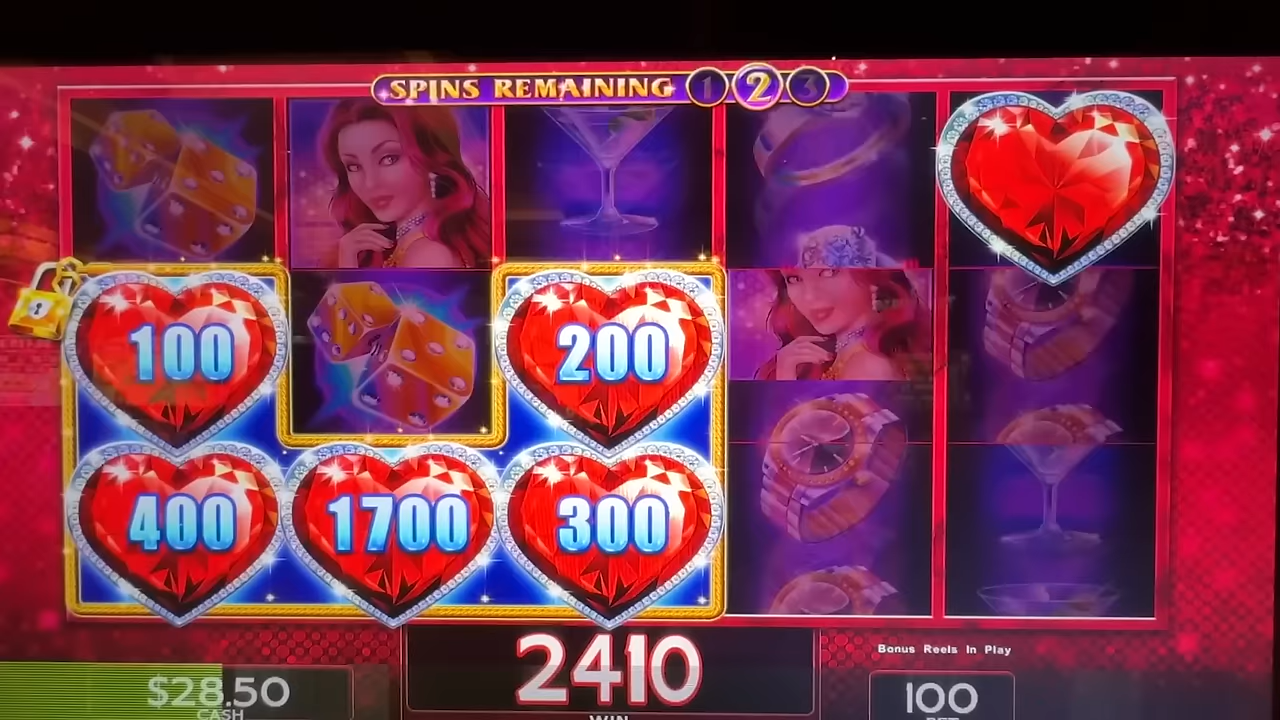 SPINS REMAINING 1 2 3
100
200
400
1700
300
2410
WIN
$28.50
CASH
Bonus Reels In Play
100
BET